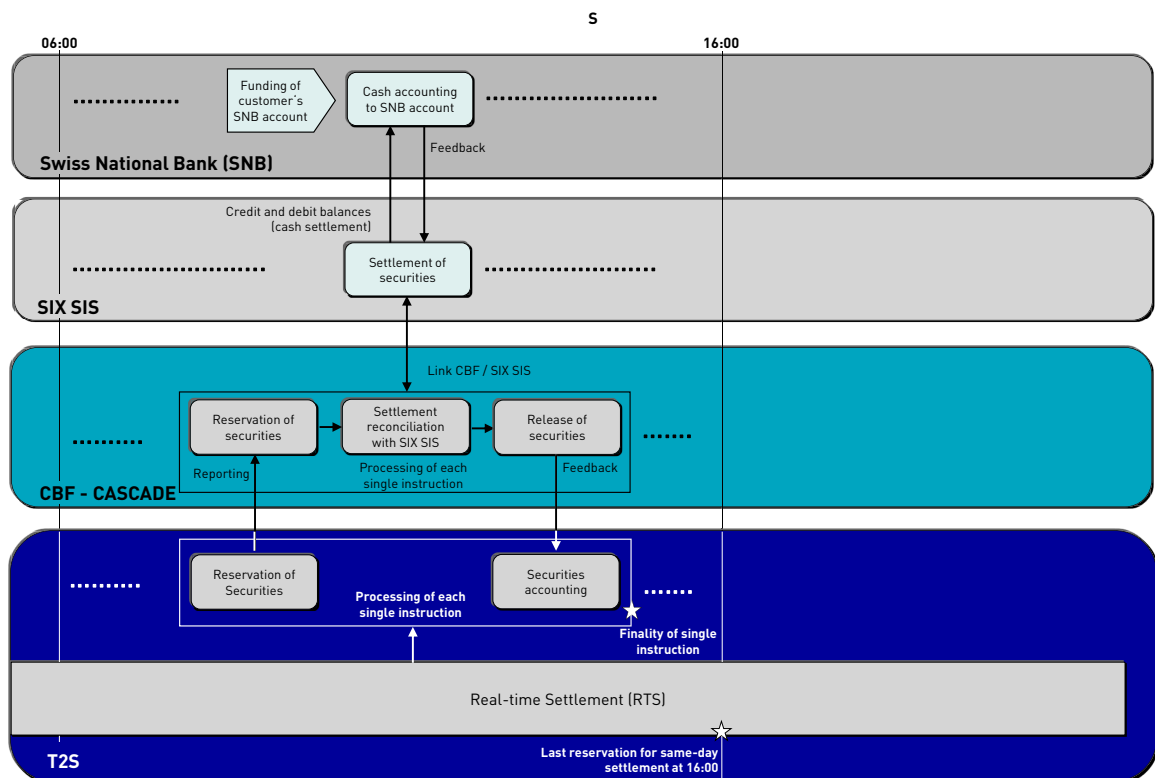 S
06:00
16:00
Funding of
customer´s
SNB account
Cash accounting
to SNB account
Feedback
Swiss National Bank (SNB)
Credit and debit balances
(cash settlement)
Settlement of
securities
SIX SIS
Link CBF / SIX SIS
Reservation of
securities
Settlement
reconciliation
with SIX SIS
Release of
securities
Reporting
Processing of each
single instruction
Feedback
CBF - CASCADE
Reservation of
Securities
Processing of each
single instruction
Securities
accounting
Finality of single
instruction
Real-time Settlement (RTS)
Last reservation for same-day
settlement at 16:00
T2S